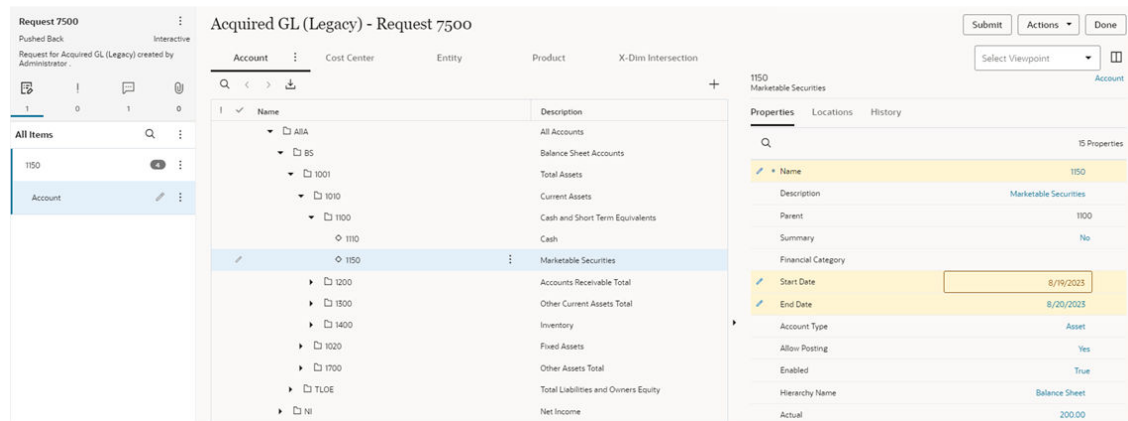 Request 7500
Pushed Back Interactive
Request for Acquired GL (Legacy) created by
Administrator .
1 0 1 0
All Items
1150 4
Account
Acquired GL (Legacy) - Request 7500
Submit Actions Done
Account Cost Center Entity Product X-Dim Intersection
Select Viewpoint
Name Description
AllA All Accounts
BS Balance Sheet Accounts
1001 Total Assets
1010 Current Assets
1100 Cash and Short Term Equivalents
1110 Cash
1150 Marketable Securities
1200 Accounts Receivable Total
1300 Other Current Assets Total
1400 Inventory
1020 Fixed Assets
1700 Other Assets Total
TLOE Total Liabilities and Owners Equity
NI Net Income
1150 Account
Marketable Securities
Properties Locations History
15 Properties
* Name 1150
Description Marketable Securities
Parent 1100
Summary No
Financial Category
Start Date 8/19/2023
End Date 8/20/2023
Account Type Asset
Allow Posting Yes
Enabled True
Hierarchy Name Balance Sheet
Actual 200.00